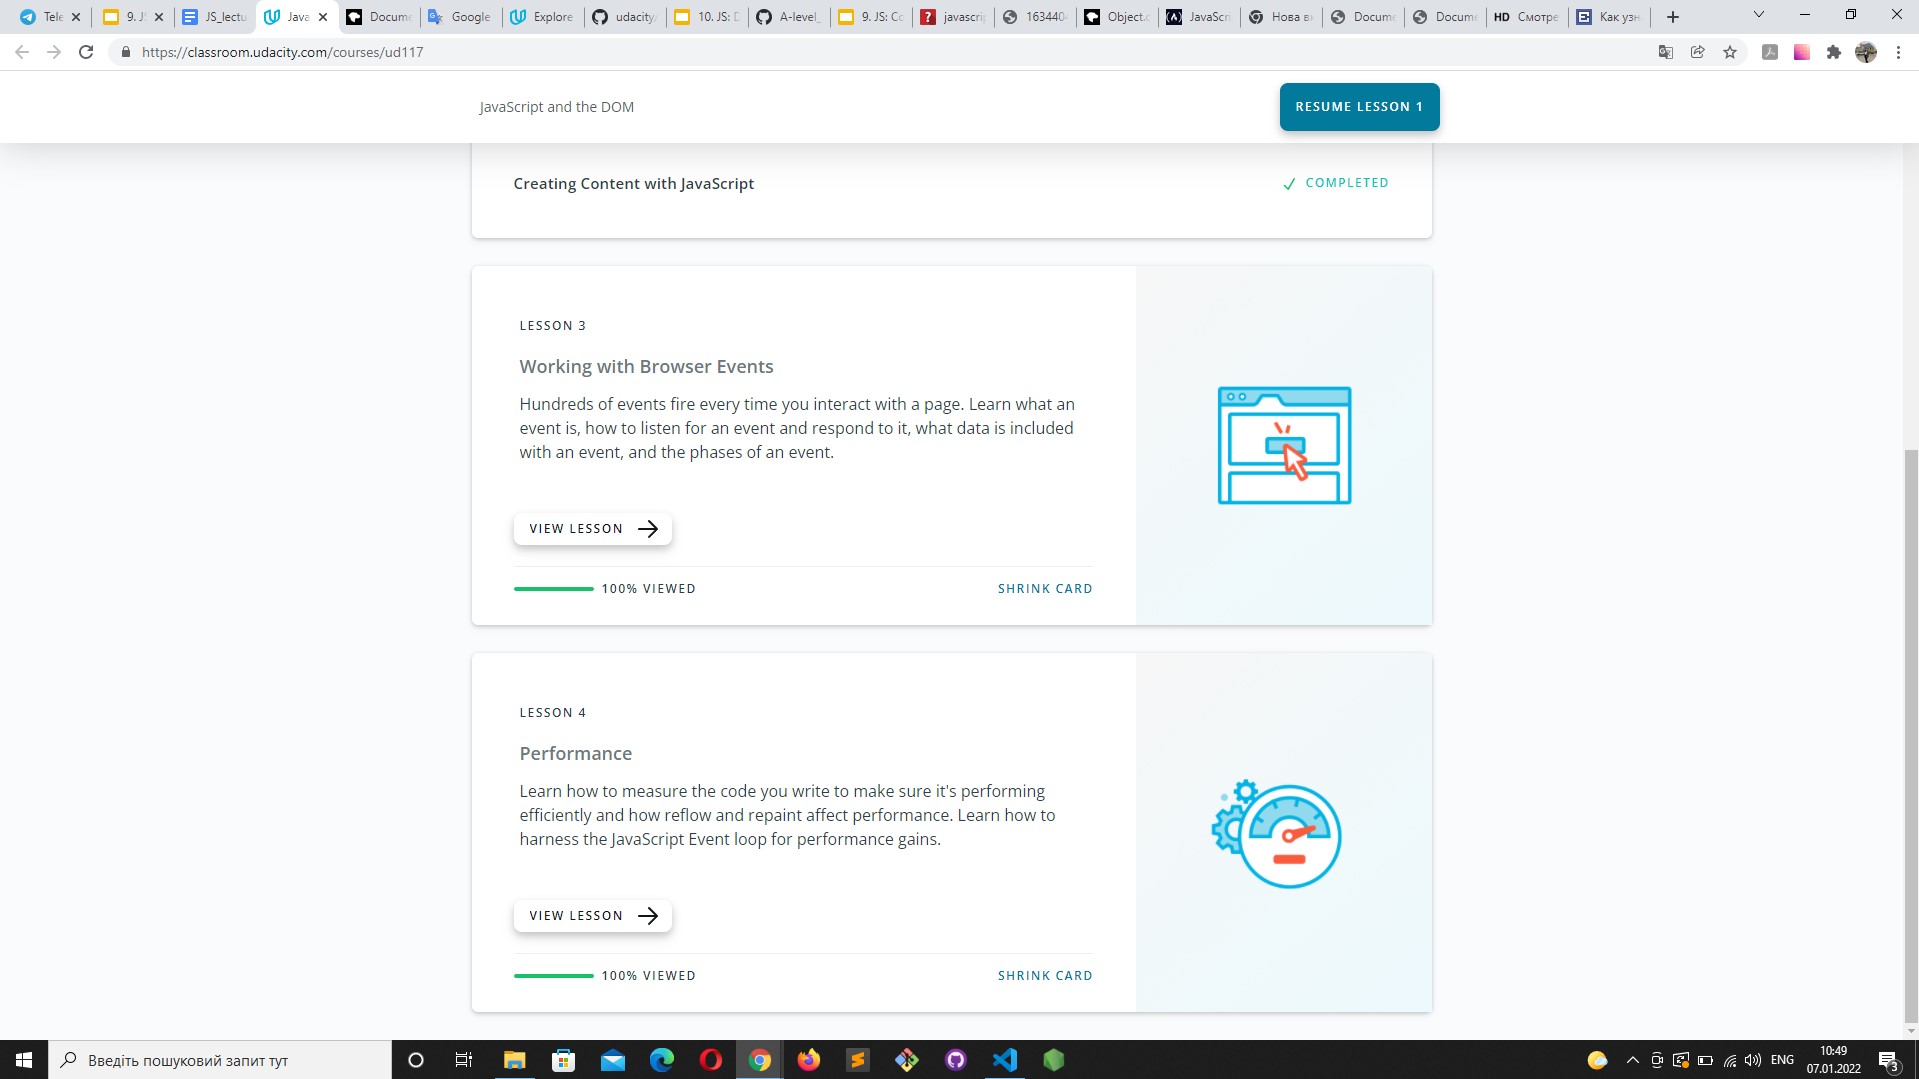 Tele
9. JS
JS_lectu
Java
Docume
Google
Explore
udacity/
10. JS: D
A-level_
9. JS: Co
javascrip
1634404
Object.c
JavaScri
Нова вк
Docume
Docume
HD Смотре
Как узн
https://classroom.udacity.com/courses/ud117
JavaScript and the DOM
RESUME LESSON 1
Creating Content with JavaScript
COMPLETED
LESSON 3
Working with Browser Events
Hundreds of events fire every time you interact with a page. Learn what an
event is, how to listen for an event and respond to it, what data is included
with an event, and the phases of an event.
VIEW LESSON
100% VIEWED
SHRINK CARD
LESSON 4
Performance
Learn how to measure the code you write to make sure it's performing
efficiently and how reflow and repaint affect performance. Learn how to
harness the JavaScript Event loop for performance gains.
VIEW LESSON
100% VIEWED
SHRINK CARD
Введіть пошуковий запит тут
ENG
10:49
07.01.2022
3